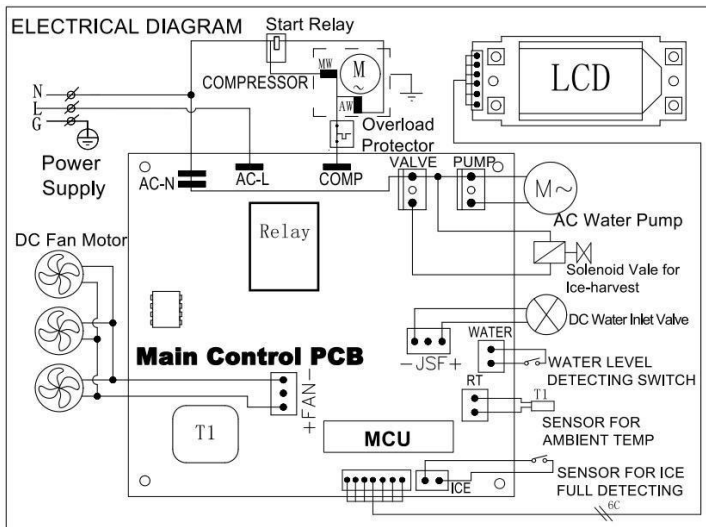 ELECTRICAL DIAGRAM
Start Relay
LCD
COMPRESSOR
MW
M
~
AW
N
L
G
Overload
Protector
Power
Supply
AC-N
AC-L
COMP
VALVE
PUMP
M~
AC Water Pump
Relay
DC Fan Motor
Solenoid Vale for
Ice-harvest
DC Water Inlet Valve
-JSF+
WATER
WATER LEVEL
DETECTING SWITCH
Main Control PCB
+FAN-
RT
T1
SENSOR FOR
AMBIENT TEMP
T1
MCU
ICE
SENSOR FOR ICE
FULL DETECTING
6C